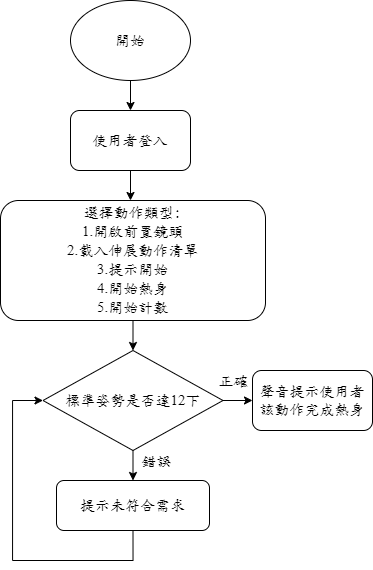 開始
使用者登入
選擇動作類型:
1.開啟前置鏡頭
2.載入伸展動作清單
3.提示開始
4.開始熱身
5.開始計數
標準姿勢是否達12下
正確
聲音提示使用者
該動作完成熱身
錯誤
提示未符合需求